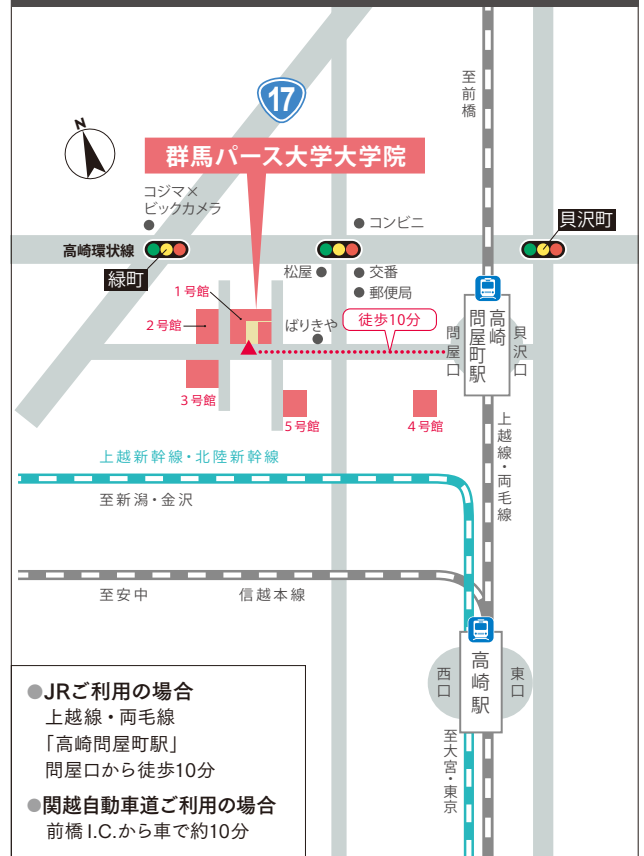 至前橋
17
N
群馬パース大学大学院
コジマ×
ビックカメラ
コンビニ
貝沢町
高崎環状線
緑町
松屋
交番
郵便局
1号館
2号館
ばりきや
徒歩10分
高崎
問屋町駅
問屋口
貝沢口
3号館
5号館
4号館
上越線・両毛線
上越新幹線・北陸新幹線
至新潟・金沢
至安中
信越本線
高崎駅
西口
東口
至大宮・東京
●JRご利用の場合
上越線・両毛線
「高崎問屋町駅」
問屋口から徒歩10分
●関越自動車道ご利用の場合
前橋I.C.から車で約10分